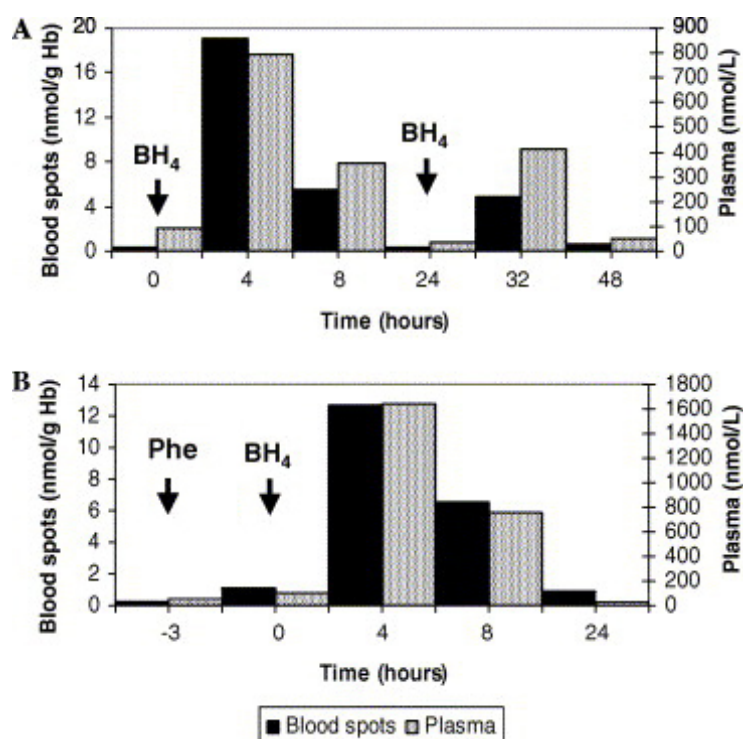 A
Blood spots (nmol/g Hb)
20
16
12
8
4
0
BH4
BH4
900
800
700
600
500
400
300
200
100
0
Plasma (nmol/L)
0 4 8 24 32 48
Time (hours)
B
Blood spots (nmol/g Hb)
14
12
10
8
6
4
2
0
Phe
BH4
1800
1600
1400
1200
1000
800
600
400
200
0
Plasma (nmol/L)
-3 0 4 8 24
Time (hours)
Blood spots Plasma